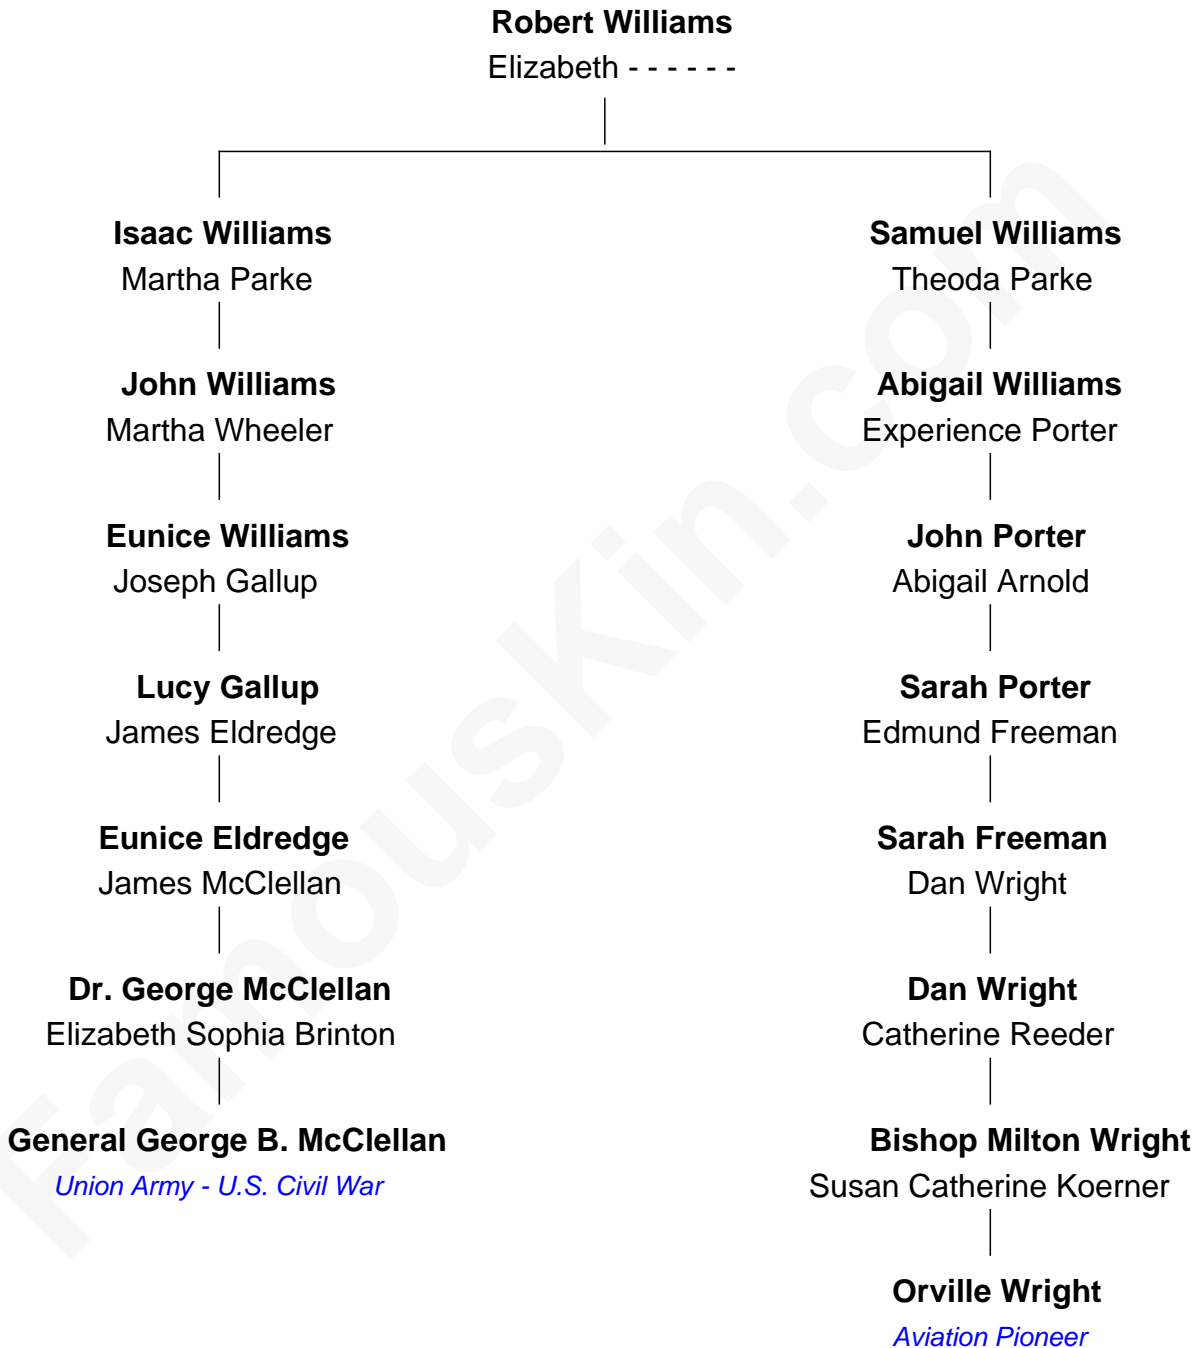 Robert Williams
Elizabeth - - - - - -
Isaac Williams
Martha Parke
John Williams
Martha Wheeler
Eunice Williams
Joseph Gallup
Lucy Gallup
James Eldredge
Eunice Eldredge
James McClellan
Dr. George McClellan
Elizabeth Sophia Brinton
General George B. McClellan
Union Army - U.S. Civil War
Samuel Williams
Theoda Parke
Abigail Williams
Experience Porter
John Porter
Abigail Arnold
Sarah Porter
Edmund Freeman
Sarah Freeman
Dan Wright
Dan Wright
Catherine Reeder
Bishop Milton Wright
Susan Catherine Koerner
Orville Wright
Aviation Pioneer
FamousKin.com